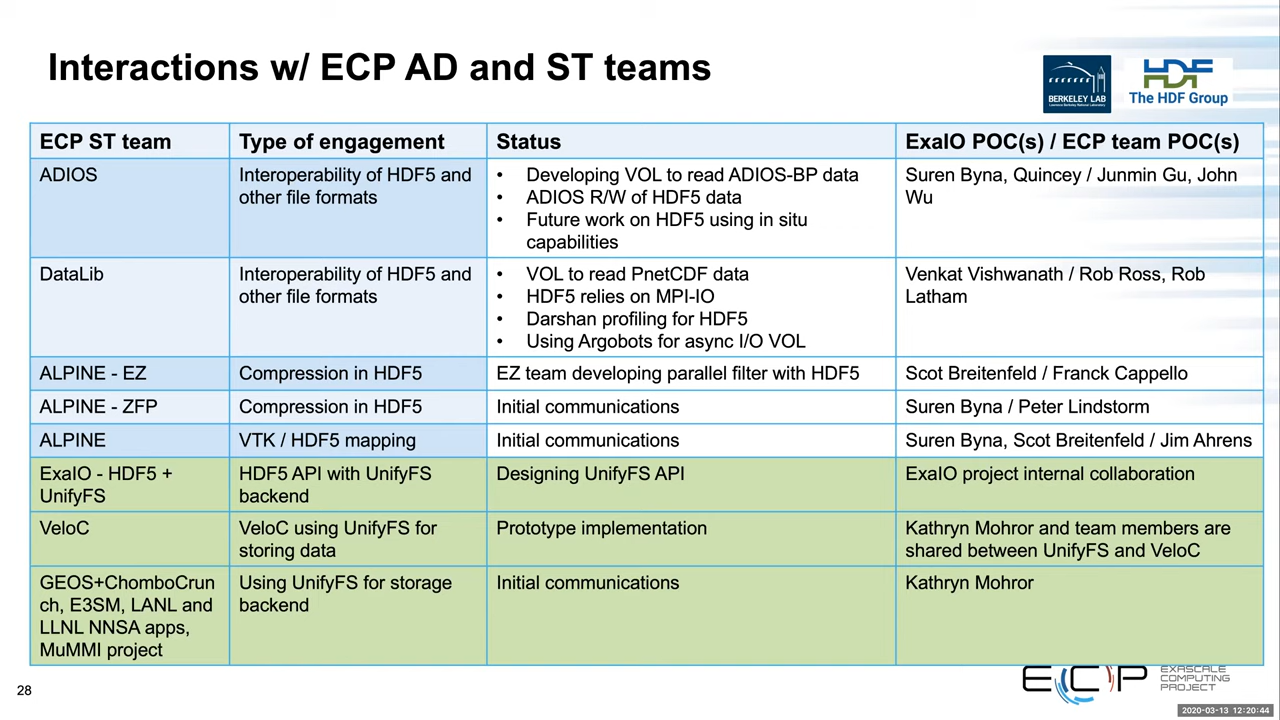 Interactions w/ ECP AD and ST teams
BERKELEY LAB
The HDF Group
ECP ST team
Type of engagement
Status
ExaIO POC(s) / ECP team POC(s)
ADIOS
Interoperability of HDF5 and
other file formats
• Developing VOL to read ADIOS-BP data
• ADIOS R/W of HDF5 data
• Future work on HDF5 using in situ
capabilities
Suren Byna, Quincey / Junmin Gu, John
Wu
DataLib
Interoperability of HDF5 and
other file formats
• VOL to read PnetCDF data
• HDF5 relies on MPI-IO
• Darshan profiling for HDF5
• Using Argobots for async I/O VOL
Venkat Vishwanath / Rob Ross, Rob
Latham
ALPINE - EZ
Compression in HDF5
EZ team developing parallel filter with HDF5
Scot Breitenfeld / Franck Cappello
ALPINE - ZFP
Compression in HDF5
Initial communications
Suren Byna / Peter Lindstorm
ALPINE
VTK / HDF5 mapping
Initial communications
Suren Byna, Scot Breitenfeld / Jim Ahrens
ExaIO - HDF5 +
UnifyFS
HDF5 API with UnifyFS
backend
Designing UnifyFS API
ExaIO project internal collaboration
VeloC
VeloC using UnifyFS for
storing data
Prototype implementation
Kathryn Mohror and team members are
shared between UnifyFS and VeloC
GEOS+ChomboCrun
ch, E3SM, LANL and
LLNL NNSA apps,
MuMMI project
Using UnifyFS for storage
backend
Initial communications
Kathryn Mohror
28
ECP
EXASCALE
COMPUTING
PROJECT
2020-03-13 12:20:44